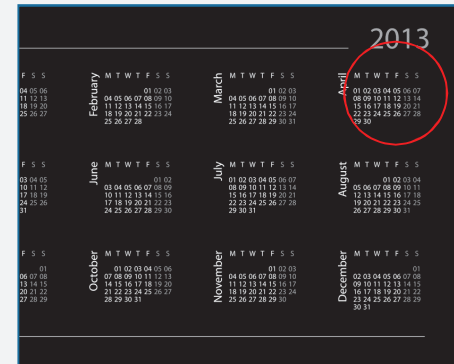 2013
F S S
04 05 06
11 12 13
18 19 20
25 26 27
February
M T W T F S S
01 02 03
04 05 06 07 08 09 10
11 12 13 14 15 16 17
18 19 20 21 22 23 24
25 26 27 28
March
M T W T F S S
01 02 03
04 05 06 07 08 09 10
11 12 13 14 15 16 17
18 19 20 21 22 23 24
25 26 27 28 29 30 31
April
M T W T F S S
01 02 03 04 05 06 07
08 09 10 11 12 13 14
15 16 17 18 19 20 21
22 23 24 25 26 27 28
29 30
F S S
03 04 05
10 11 12
17 18 19
24 25 26
31
June
M T W T F S S
01 02
03 04 05 06 07 08 09
10 11 12 13 14 15 16
17 18 19 20 21 22 23
24 25 26 27 28 29 30
July
M T W T F S S
01 02 03 04 05 06 07
08 09 10 11 12 13 14
15 16 17 18 19 20 21
22 23 24 25 26 27 28
29 30 31
August
M T W T F S S
01 02 03 04
05 06 07 08 09 10 11
12 13 14 15 16 17 18
19 20 21 22 23 24 25
26 27 28 29 30 31
F S S
01
06 07 08
13 14 15
20 21 22
27 28 29
October
M T W T F S S
01 02 03 04 05 06
07 08 09 10 11 12 13
14 15 16 17 18 19 20
21 22 23 24 25 26 27
28 29 30 31
November
M T W T F S S
01 02 03
04 05 06 07 08 09 10
11 12 13 14 15 16 17
18 19 20 21 22 23 24
25 26 27 28 29 30
December
M T W T F S S
01
02 03 04 05 06 07 08
09 10 11 12 13 14 15
16 17 18 19 20 21 22
23 24 25 26 27 28 29
30 31